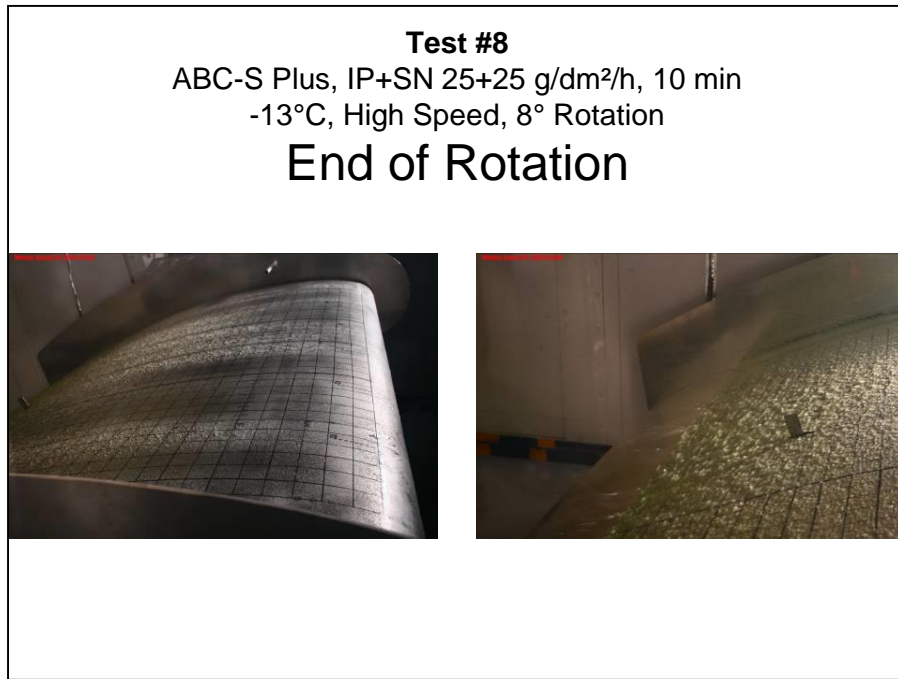 Test #8
ABC-S Plus, IP+SN 25+25 g/dm²/h, 10 min
-13°C, High Speed, 8° Rotation
End of Rotation